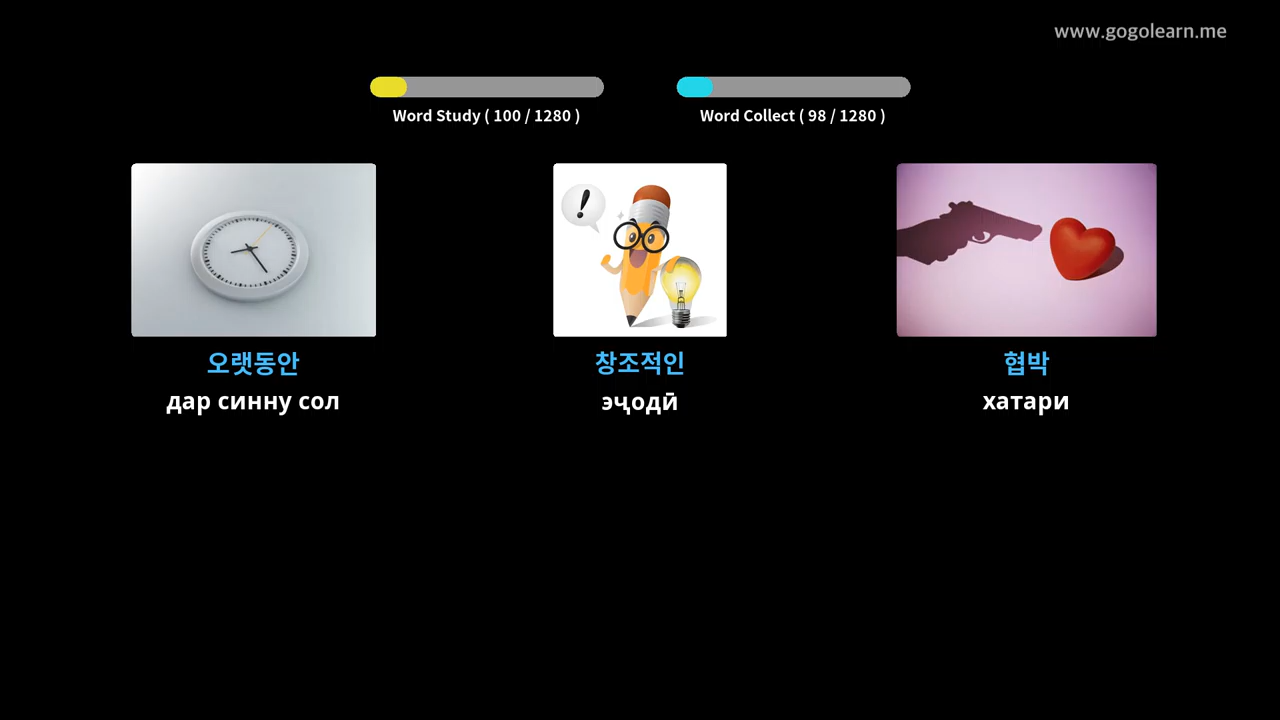 www.gogolearn.me
Word Study ( 100 / 1280 )
Word Collect ( 98 / 1280 )
!
오랫동안
창조적인
협박
дар синну сол
эҷодӣ
хатари